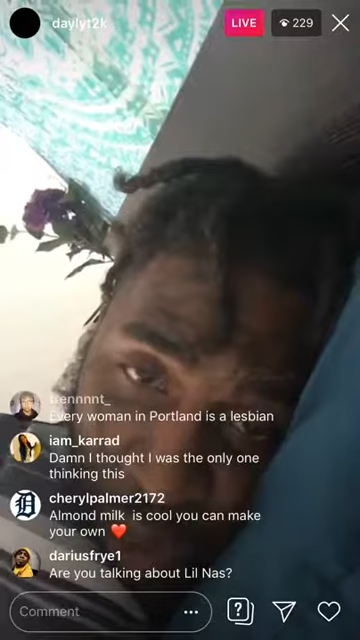 daylyt2k
LIVE
229
trennnnt_
Every woman in Portland is a lesbian
iam_karrad
Damn I thought I was the only one
thinking this
cherylpalmer2172
Almond milk is cool you can make
your own ❤️
dariusfrye1
Are you talking about Lil Nas?
Comment